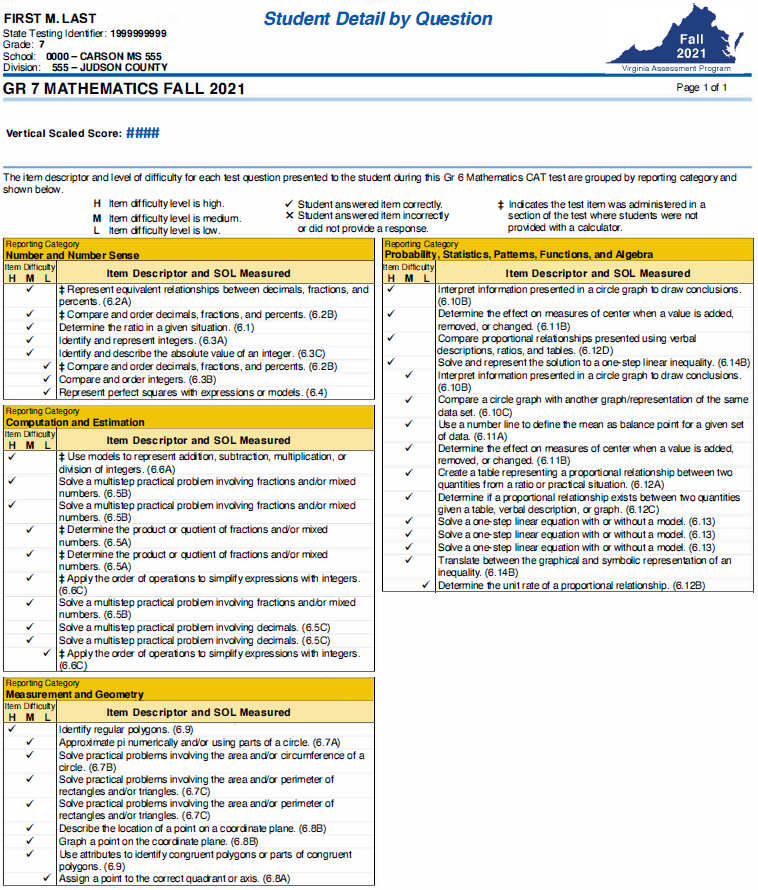 FIRST M. LAST
State Testing Identifier: 1999999999
Grade: 7
School: 0000 – CARSON MS 555
Division: 555 – JUDSON COUNTY
Student Detail by Question
Fall
2021
Virginia Assessment Program
GR 7 MATHEMATICS FALL 2021
Page 1 of 1
Vertical Scaled Score: ####
The item descriptor and level of difficulty for each test question presented to the student during this Gr 6 Mathematics CAT test are grouped by reporting category and
shown below.
H Item difficulty level is high.
M Item difficulty level is medium.
L Item difficulty level is low.
✓ Student answered item correctly.
✕ Student answered item incorrectly
or did not provide a response.
‡ Indicates the test item was administered in a
section of the test where students were not
provided with a calculator.
Reporting Category
Number and Number Sense
Item Difficulty
H M L
Item Descriptor and SOL Measured
✓ ‡ Represent equivalent relationships between decimals, fractions, and
percents. (6.2A)
✓ ‡ Compare and order decimals, fractions, and percents. (6.2B)
✓ Determine the ratio in a given situation. (6.1)
✓ Identify and represent integers. (6.3A)
✓ Identify and describe the absolute value of an integer. (6.3C)
✓ ‡ Compare and order decimals, fractions, and percents. (6.2B)
✓ Compare and order integers. (6.3B)
✓ Represent perfect squares with expressions or models. (6.4)
Reporting Category
Computation and Estimation
Item Difficulty
H M L
Item Descriptor and SOL Measured
✓ ‡ Use models to represent addition, subtraction, multiplication, or
division of integers. (6.6A)
✓ Solve a multistep practical problem involving fractions and/or mixed
numbers. (6.5B)
✓ Solve a multistep practical problem involving fractions and/or mixed
numbers. (6.5B)
✓ ‡ Determine the product or quotient of fractions and/or mixed
numbers. (6.5A)
✓ ‡ Determine the product or quotient of fractions and/or mixed
numbers. (6.5A)
✓ ‡ Apply the order of operations to simplify expressions with integers.
(6.6C)
✓ Solve a multistep practical problem involving fractions and/or mixed
numbers. (6.5B)
✓ Solve a multistep practical problem involving decimals. (6.5C)
✓ Solve a multistep practical problem involving decimals. (6.5C)
✓ ‡ Apply the order of operations to simplify expressions with integers.
(6.6C)
Reporting Category
Measurement and Geometry
Item Difficulty
H M L
Item Descriptor and SOL Measured
✓ Identify regular polygons. (6.9)
✓ Approximate pi numerically and/or using parts of a circle. (6.7A)
✓ Solve practical problems involving the area and/or circumference of a
circle. (6.7B)
✓ Solve practical problems involving the area and/or perimeter of
rectangles and/or triangles. (6.7C)
✓ Solve practical problems involving the area and/or perimeter of
rectangles and/or triangles. (6.7C)
✓ Describe the location of a point on a coordinate plane. (6.8B)
✓ Graph a point on the coordinate plane. (6.8B)
✓ Use attributes to identify congruent polygons or parts of congruent
polygons. (6.9)
✓ Assign a point to the correct quadrant or axis. (6.8A)
Reporting Category
Probability, Statistics, Patterns, Functions, and Algebra
Item Difficulty
H M L
Item Descriptor and SOL Measured
✓ Interpret information presented in a circle graph to draw conclusions.
(6.10B)
✓ Determine the effect on measures of center when a value is added,
removed, or changed. (6.11B)
✓ Compare proportional relationships presented using verbal
descriptions, ratios, and tables. (6.12D)
✓ Solve and represent the solution to a one-step linear inequality. (6.14B)
✓ Interpret information presented in a circle graph to draw conclusions.
(6.10B)
✓ Compare a circle graph with another graph/representation of the same
data set. (6.10C)
✓ Use a number line to define the mean as balance point for a given set
of data. (6.11A)
✓ Determine the effect on measures of center when a value is added,
removed, or changed. (6.11B)
✓ Create a table representing a proportional relationship between two
quantities from a ratio or practical situation. (6.12A)
✓ Determine if a proportional relationship exists between two quantities
given a table, verbal description, or graph. (6.12C)
✓ Solve a one-step linear equation with or without a model. (6.13)
✓ Solve a one-step linear equation with or without a model. (6.13)
✓ Solve a one-step linear equation with or without a model. (6.13)
✓ Translate between the graphical and symbolic representation of an
inequality. (6.14B)
✓ Determine the unit rate of a proportional relationship. (6.12B)